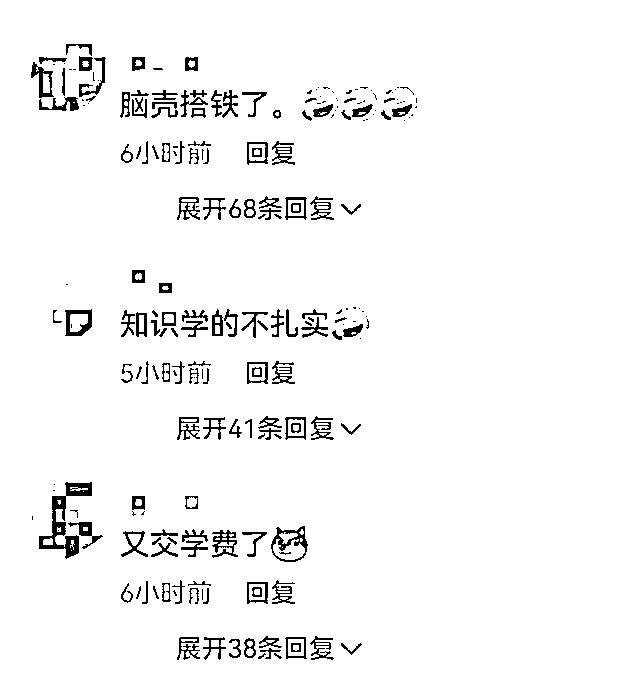 脑壳搭铁了。
6小时前 回复
展开68条回复
知识学的不扎实
5小时前 回复
展开41条回复
又交学费了
6小时前 回复
展开38条回复